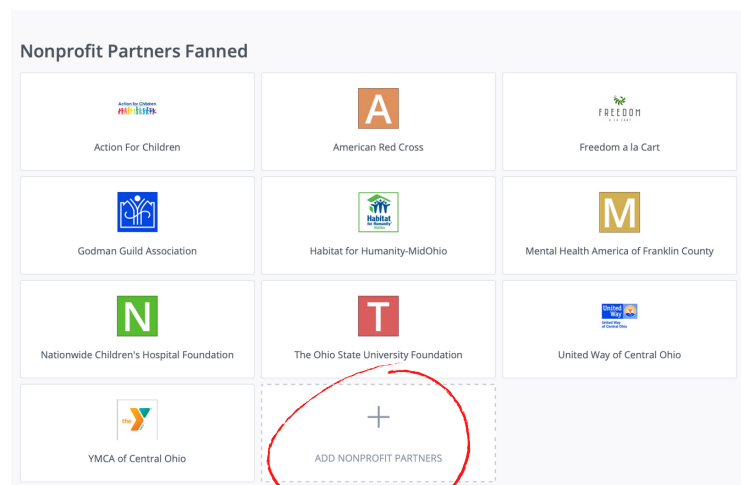 Nonprofit Partners Fanned
Action for Children
Action For Children
A
American Red Cross
FREEDOM
A LA CART
Freedom a la Cart
Godman Guild Association
Habitat
for Humanity
MidOhio
Habitat for Humanity-MidOhio
M
Mental Health America of Franklin County
N
Nationwide Children's Hospital Foundation
T
The Ohio State University Foundation
United
Way
United Way
of Central Ohio
United Way of Central Ohio
the
YMCA of Central Ohio
+
ADD NONPROFIT PARTNERS